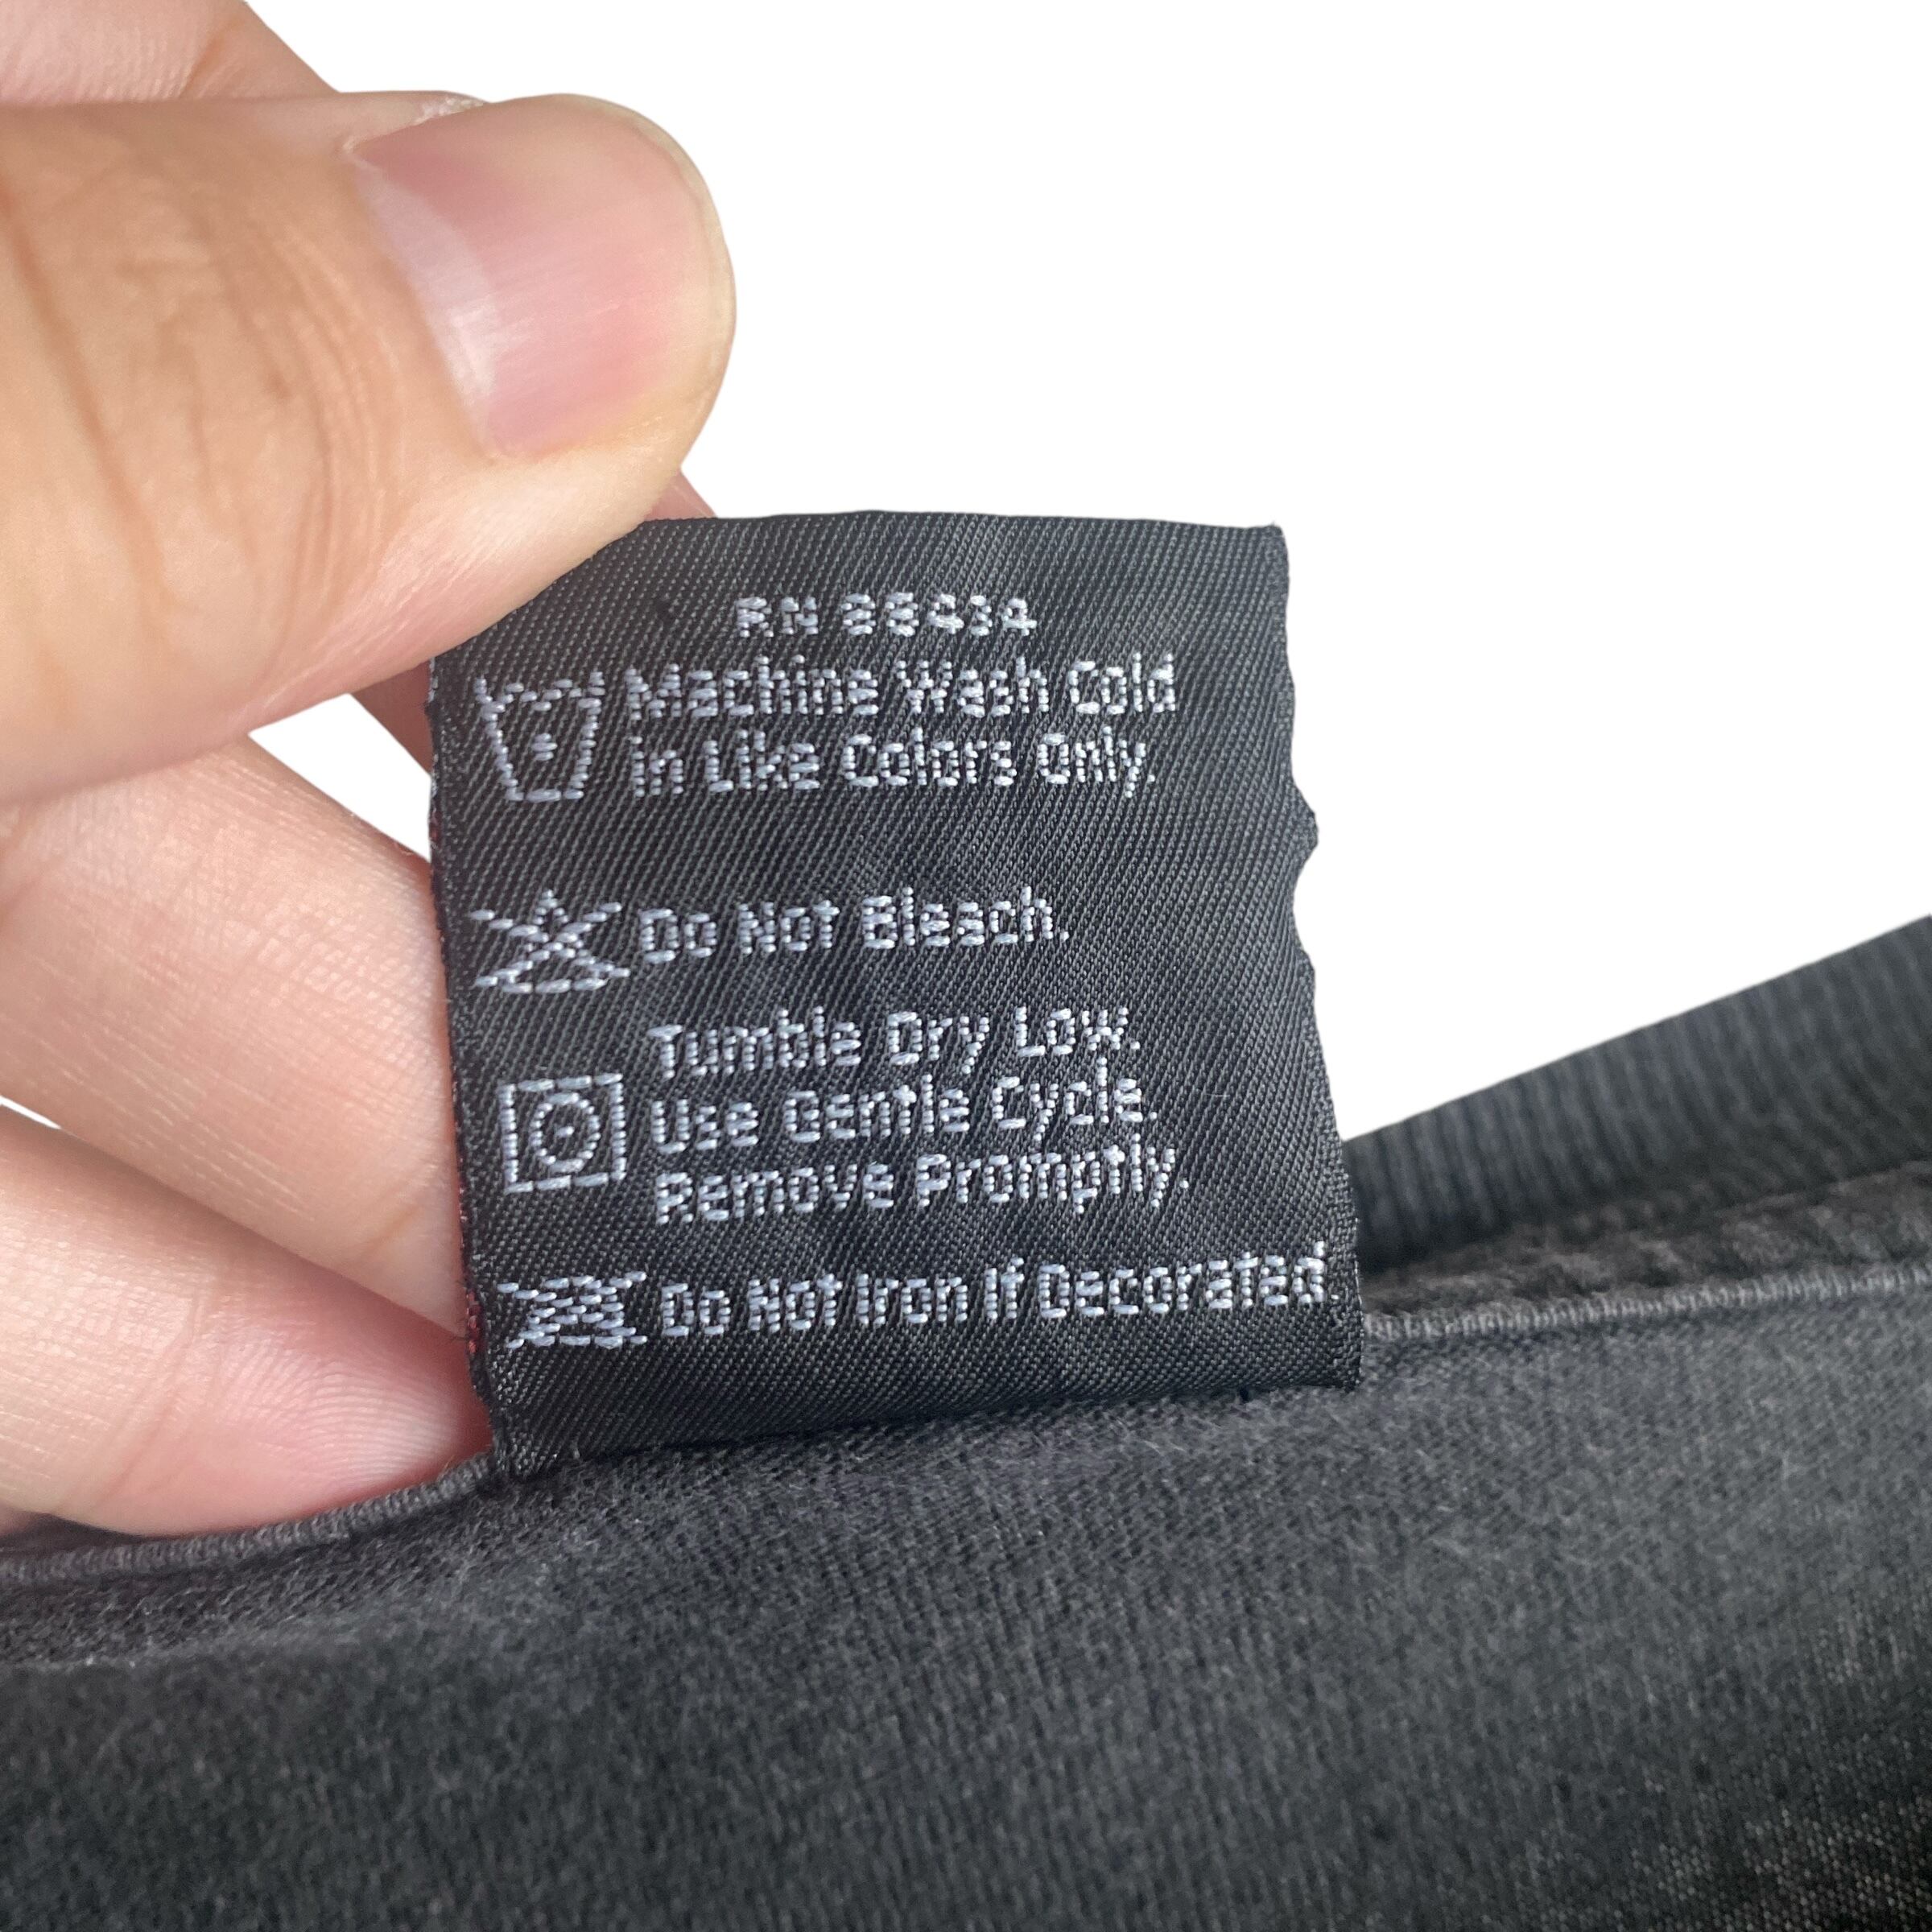 RN 88434
Machine Wash Cold
in Like Colors Only.
Do Not Bleach.
Tumble Dry Low.
Use Gentle Cycle.
Remove Promptly.
Do Not Iron If Decorated.